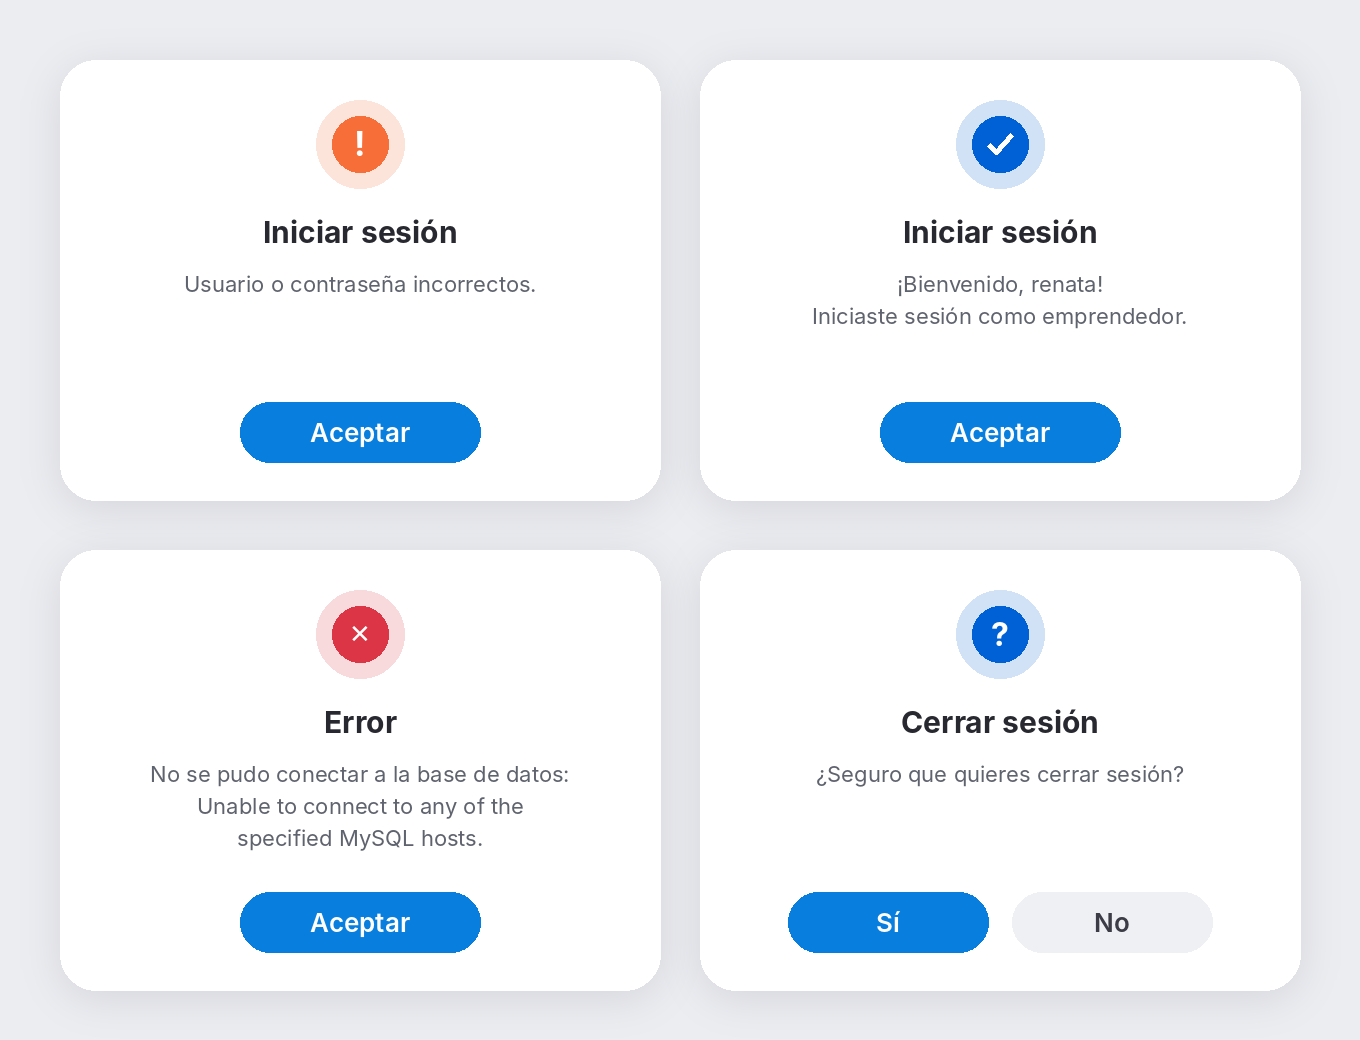 !
Iniciar sesión
Usuario o contraseña incorrectos.
Aceptar
Iniciar sesión
¡Bienvenido, renata!
Iniciaste sesión como emprendedor.
Aceptar
Error
No se pudo conectar a la base de datos:
Unable to connect to any of the
specified MySQL hosts.
Aceptar
?
Cerrar sesión
¿Seguro que quieres cerrar sesión?
Sí
No